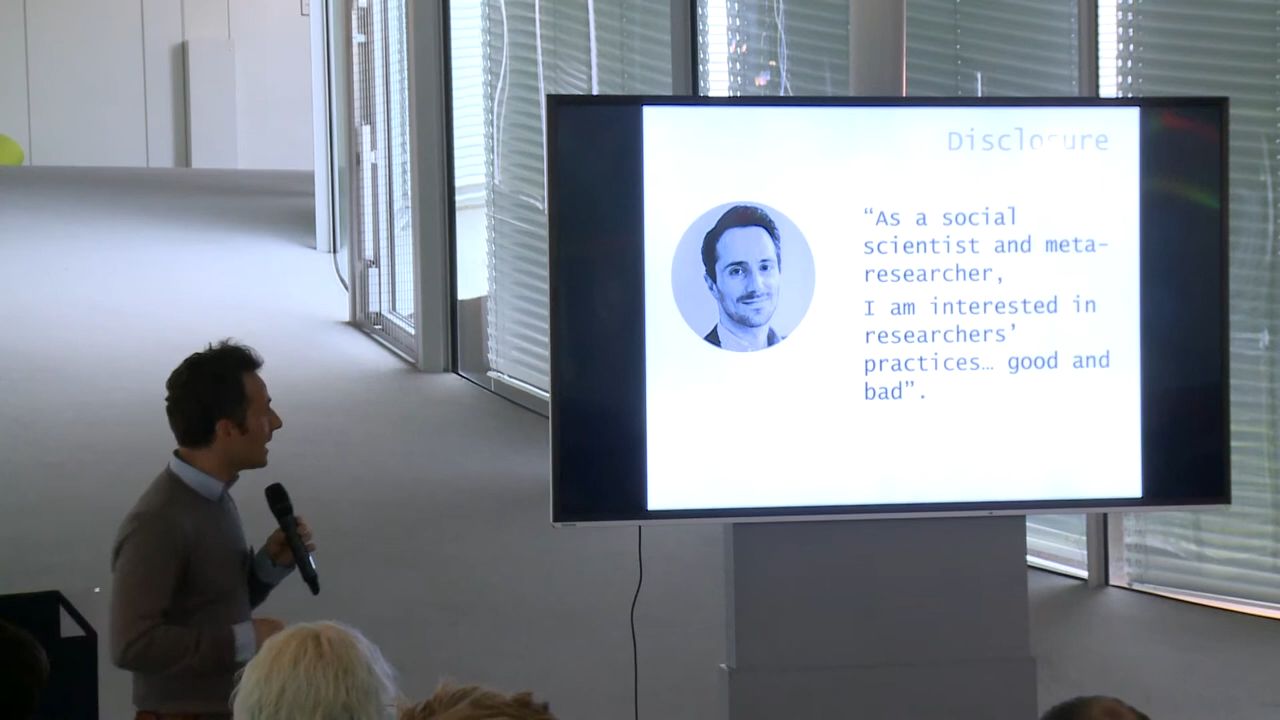 Disclosure
“As a social
scientist and meta-
researcher,
I am interested in
researchers’
practices… good and
bad”.